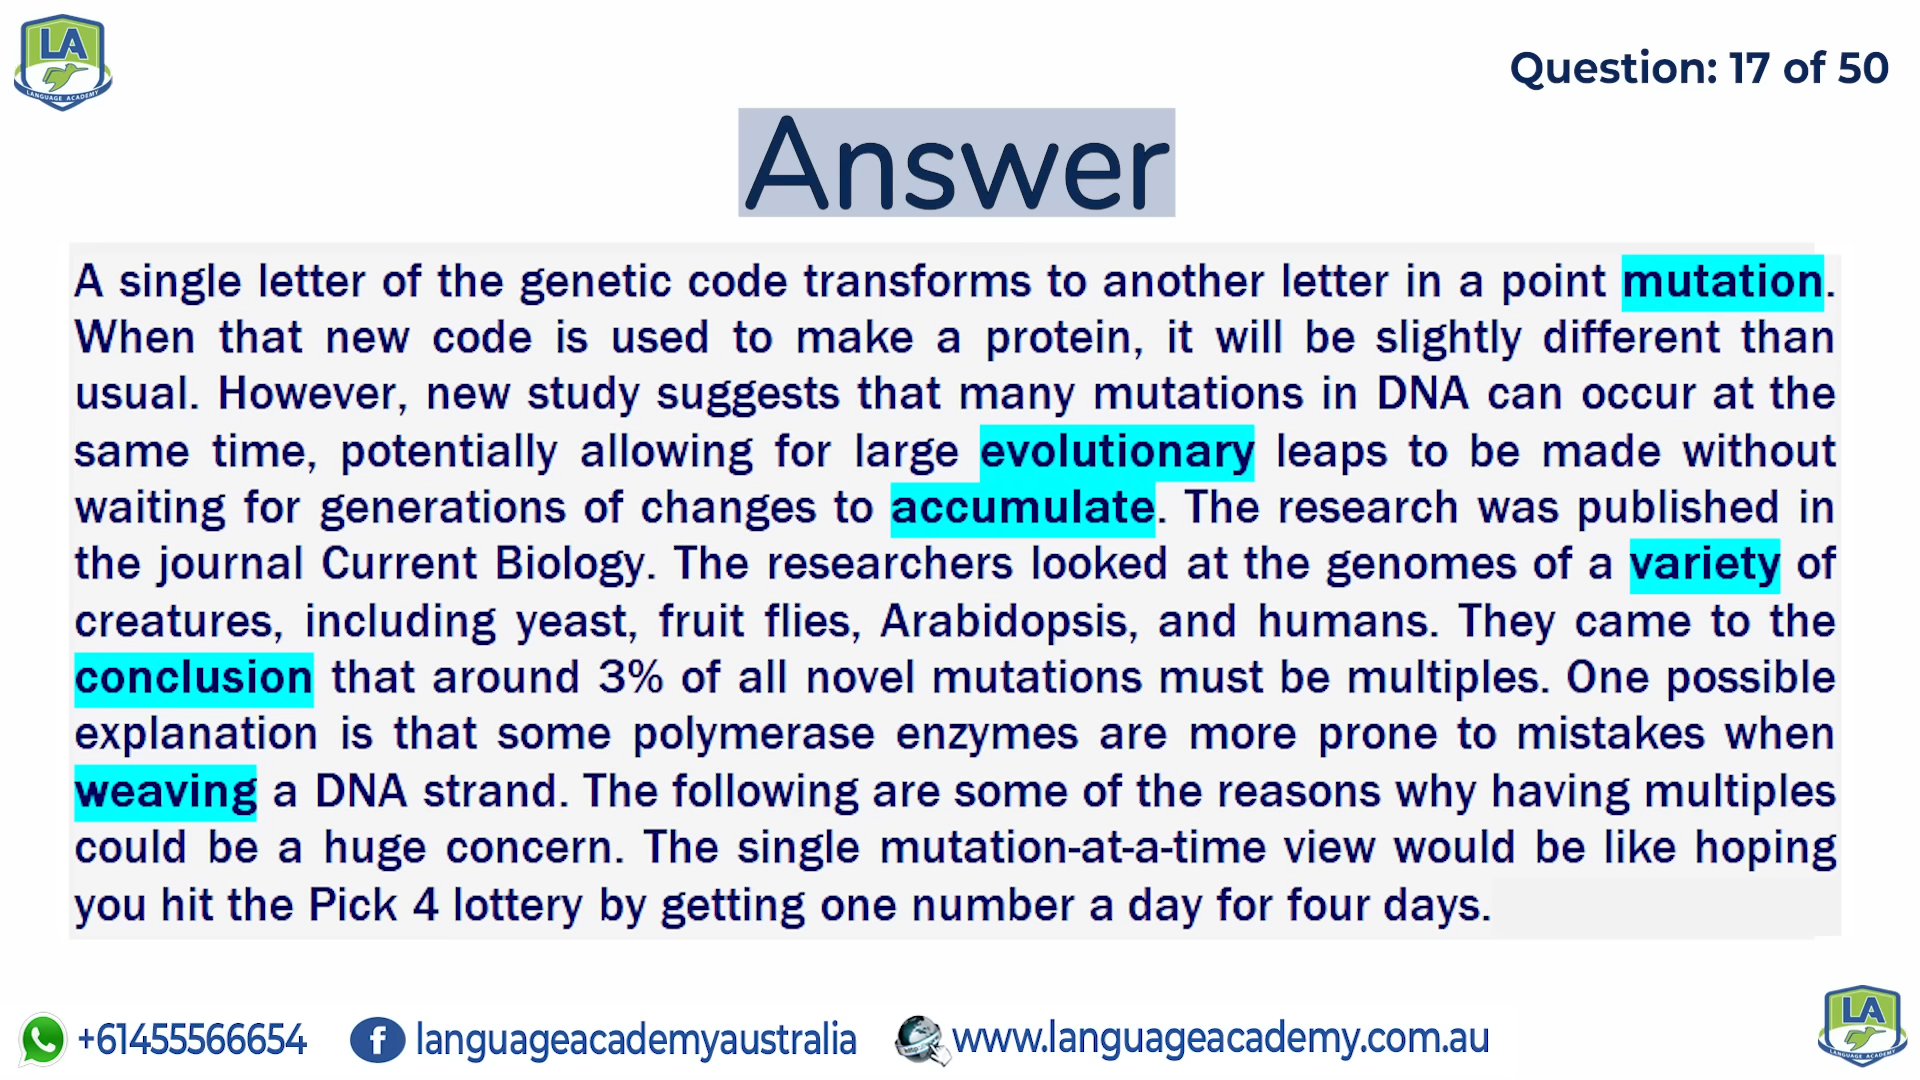 LA
LANGUAGE ACADEMY
Question: 17 of 50
Answer
A single letter of the genetic code transforms to another letter in a point mutation.
When that new code is used to make a protein, it will be slightly different than
usual. However, new study suggests that many mutations in DNA can occur at the
same time, potentially allowing for large evolutionary leaps to be made without
waiting for generations of changes to accumulate. The research was published in
the journal Current Biology. The researchers looked at the genomes of a variety of
creatures, including yeast, fruit flies, Arabidopsis, and humans. They came to the
conclusion that around 3% of all novel mutations must be multiples. One possible
explanation is that some polymerase enzymes are more prone to mistakes when
weaving a DNA strand. The following are some of the reasons why having multiples
could be a huge concern. The single mutation-at-a-time view would be like hoping
you hit the Pick 4 lottery by getting one number a day for four days.
+61455566654
f languageacademyaustralia
http:// www.languageacademy.com.au
LA
LANGUAGE ACADEMY